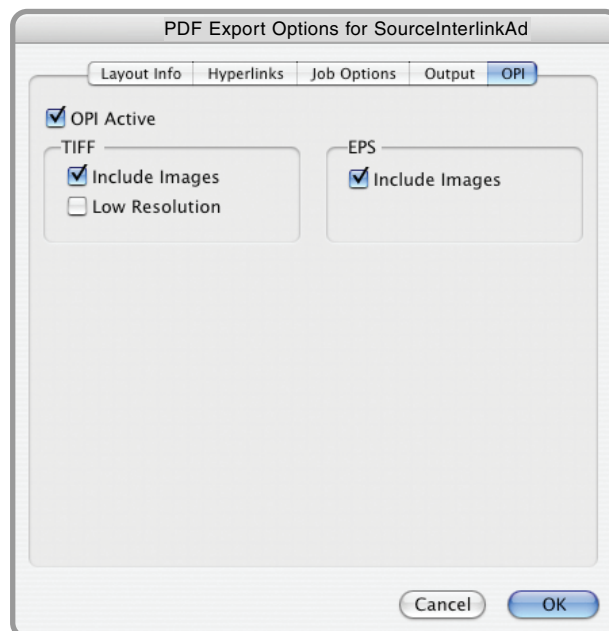 PDF Export Options for SourceInterlinkAd
Layout Info Hyperlinks Job Options Output OPI
OPI Active
TIFF EPS
Include Images Include Images
Low Resolution
Cancel OK